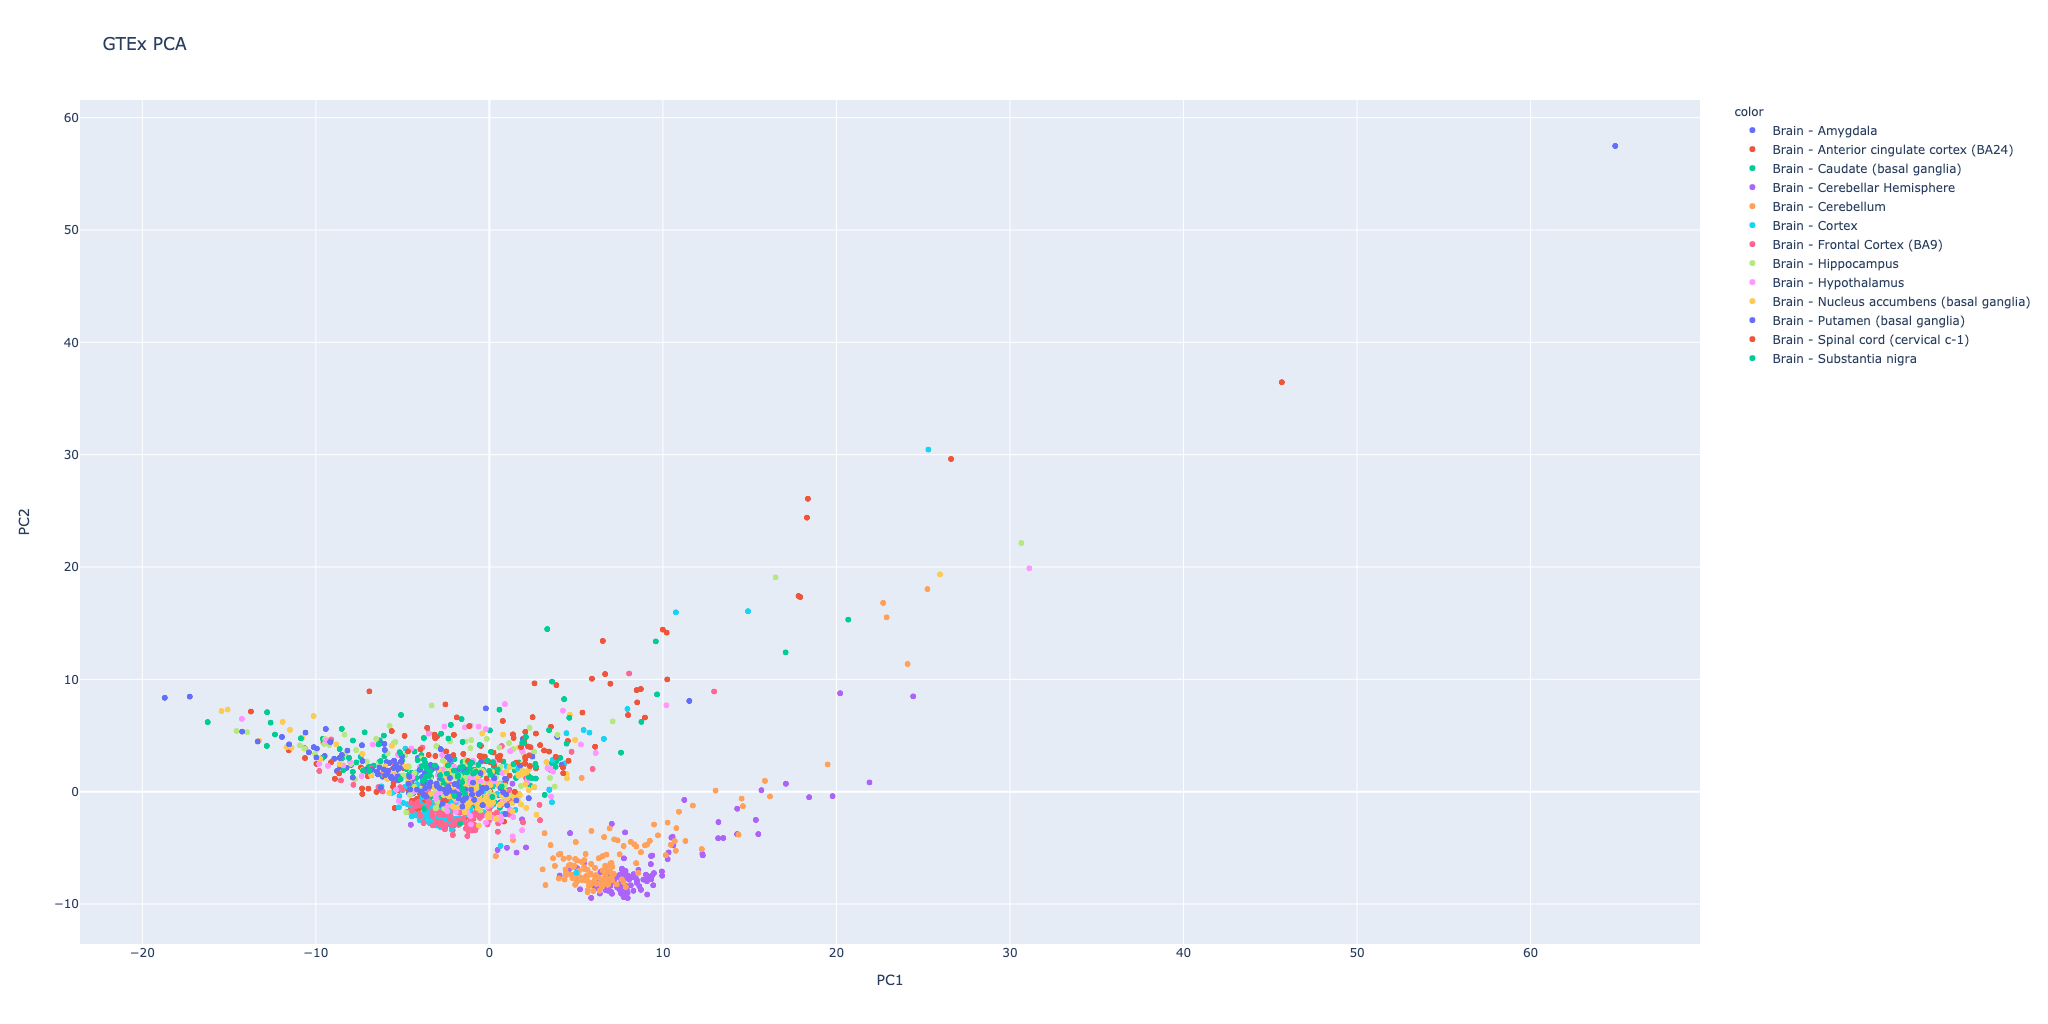 GTEx PCA
color
Brain - Amygdala
Brain - Anterior cingulate cortex (BA24)
Brain - Caudate (basal ganglia)
Brain - Cerebellar Hemisphere
Brain - Cerebellum
Brain - Cortex
Brain - Frontal Cortex (BA9)
Brain - Hippocampus
Brain - Hypothalamus
Brain - Nucleus accumbens (basal ganglia)
Brain - Putamen (basal ganglia)
Brain - Spinal cord (cervical c-1)
Brain - Substantia nigra
60
50
40
30
20
10
0
−10
PC2
−20 −10 0 10 20 30 40 50 60
PC1